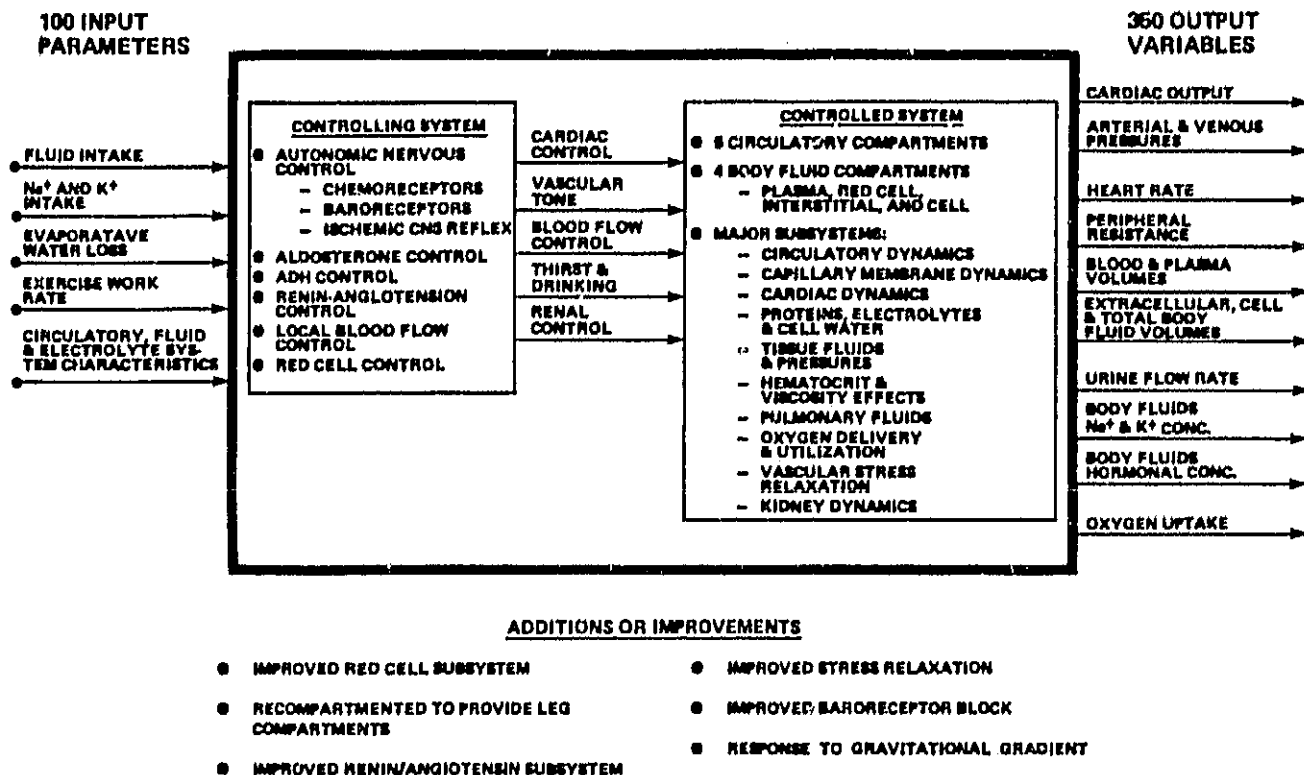 100 INPUT
PARAMETERS
FLUID INTAKE
Na+ AND K+
INTAKE
EVAPORATAVE
WATER LOSS
EXERCISE WORK
RATE
CIRCULATORY, FLUID
& ELECTROLYTE SYS-
TEM CHARACTERISTICS
CONTROLLING SYSTEM
● AUTONOMIC NERVOUS
CONTROL
– CHEMORECEPTORS
– BARORECEPTORS
– ISCHEMIC CNS REFLEX
● ALDOSTERONE CONTROL
● ADH CONTROL
● RENIN-ANGLOTENSION
CONTROL
● LOCAL BLOOD FLOW
CONTROL
● RED CELL CONTROL
CARDIAC
CONTROL
VASCULAR
TONE
BLOOD FLOW
CONTROL
THIRST &
DRINKING
RENAL
CONTROL
CONTROLLED SYSTEM
● CIRCULATORY COMPARTMENTS
● 4 BODY FLUID COMPARTMENTS
– PLASMA, RED CELL,
INTERSTITIAL, AND CELL
● MAJOR SUBSYSTEMS:
– CIRCULATORY DYNAMICS
– CAPILLARY MEMBRANE DYNAMICS
– CARDIAC DYNAMICS
– PROTEINS, ELECTROLYTES
& CELL WATER
– TISSUE FLUIDS
& PRESSURES
– HEMATOCRIT &
VISCOSITY EFFECTS
– PULMONARY FLUIDS
– OXYGEN DELIVERY
& UTILIZATION
– VASCULAR STRESS
RELAXATION
– KIDNEY DYNAMICS
350 OUTPUT
VARIABLES
CARDIAC OUTPUT
ARTERIAL & VENOUS
PRESSURES
HEART RATE
PERIPHERAL
RESISTANCE
BLOOD & PLASMA
VOLUMES
EXTRACELLULAR, CELL
& TOTAL BODY
FLUID VOLUMES
URINE FLOW RATE
BODY FLUIDS
Na+ & K+ CONC.
BODY FLUIDS
HORMONAL CONC.
OXYGEN UPTAKE
ADDITIONS OR IMPROVEMENTS
● IMPROVED RED CELL SUBSYSTEM
● RECOMPARTMENTED TO PROVIDE LEG
COMPARTMENTS
● IMPROVED RENIN/ANGIOTENSIN SUBSYSTEM
● IMPROVED STRESS RELAXATION
● IMPROVED BARORECEPTOR BLOCK
● RESPONSE TO GRAVITATIONAL GRADIENT